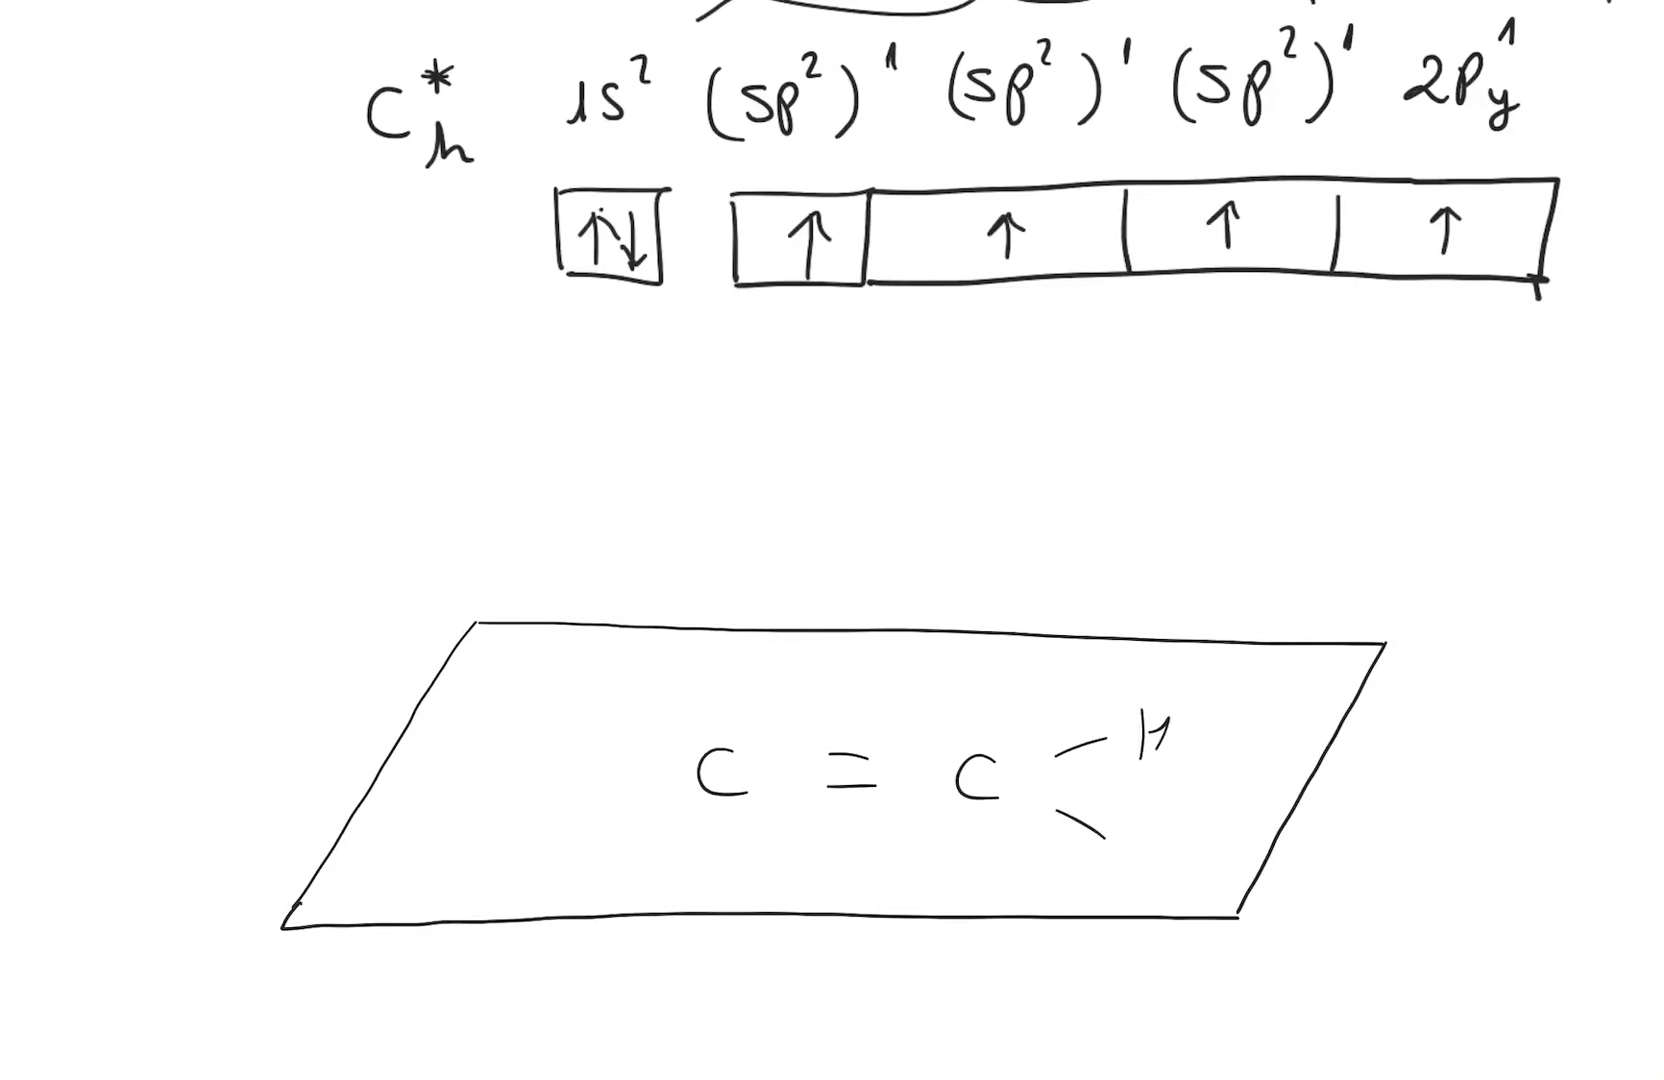 C*h 1s² (sp²)¹ (sp²)¹ (sp²)¹ 2Py¹
↑↓ ↑ ↑ ↑ ↑
H
C = C